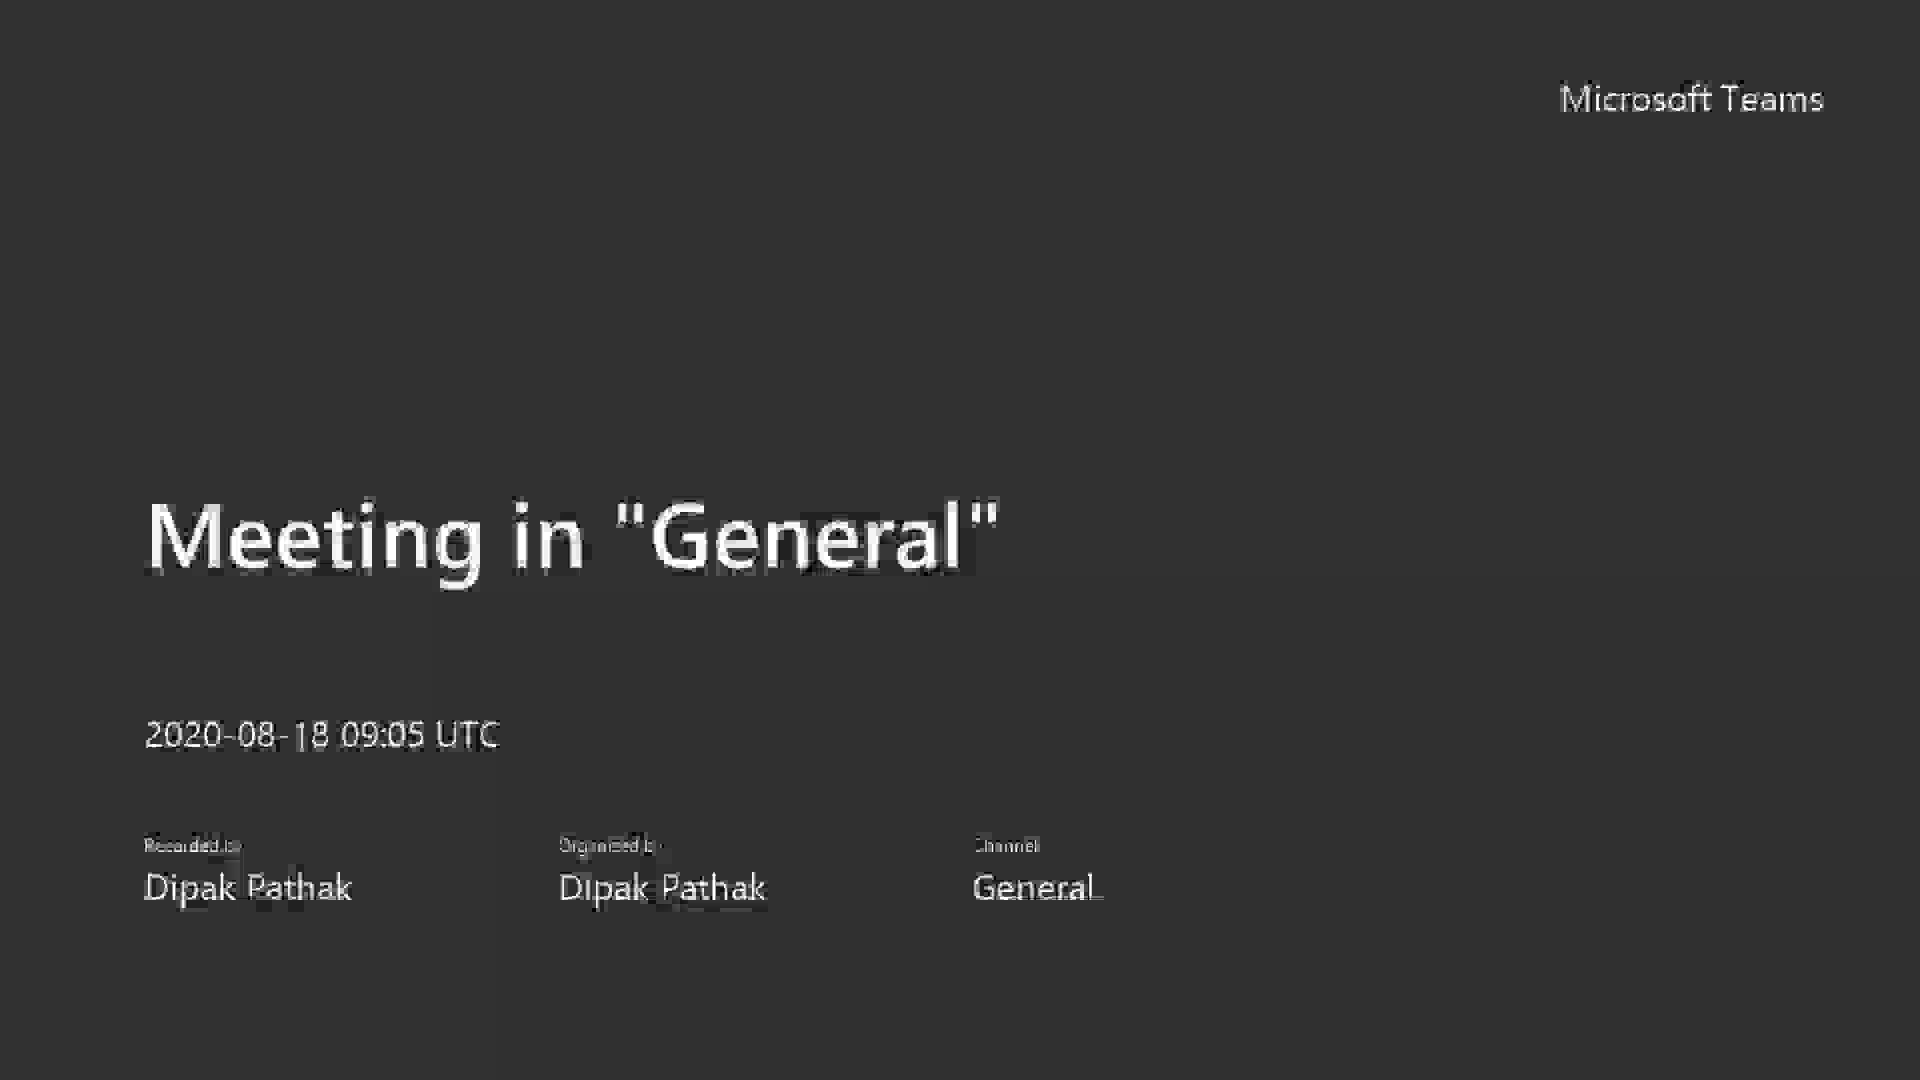 Microsoft Teams
Meeting in "General"
2020-08-18 09:05 UTC
Recorded by Organized by Channel
Dipak Pathak Dipak Pathak General